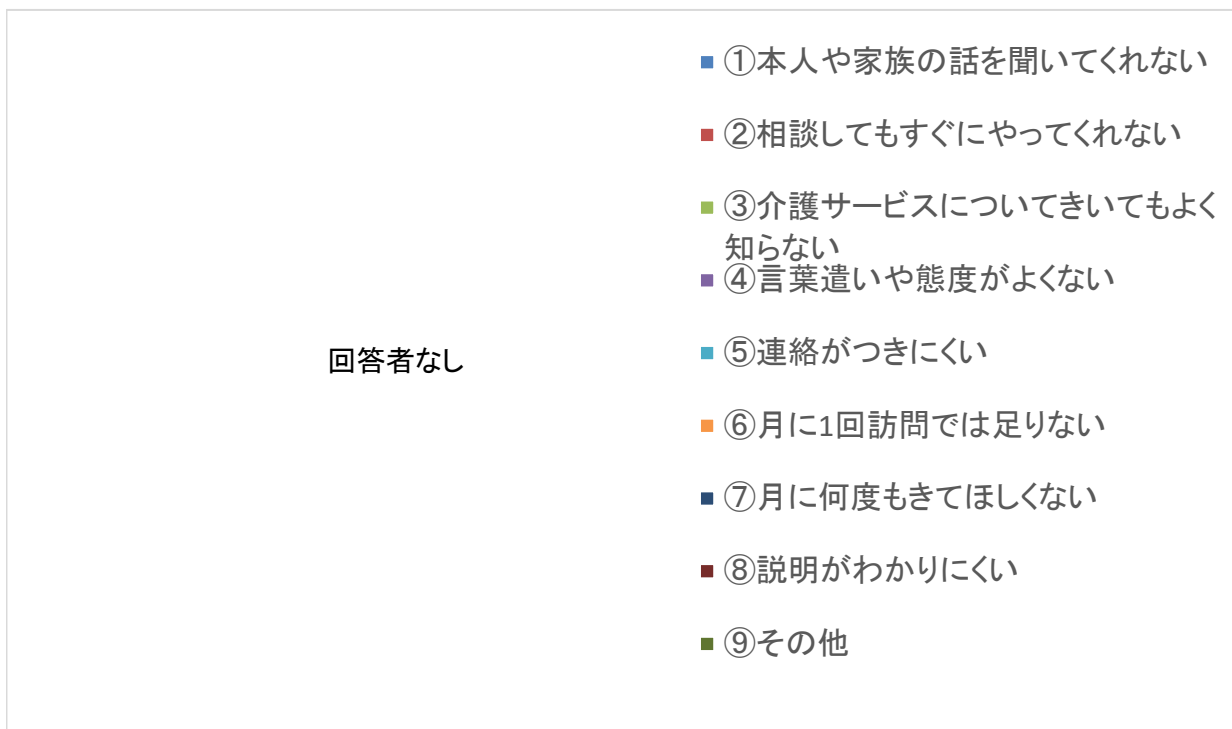 ①本人や家族の話を聞いてくれない
②相談してもすぐにやってくれない
③介護サービスについてきいてもよく
知らない
④言葉遣いや態度がよくない
回答者なし
⑤連絡がつきにくい
⑥月に1回訪問では足りない
⑦月に何度もきてほしくない
⑧説明がわかりにくい
⑨その他